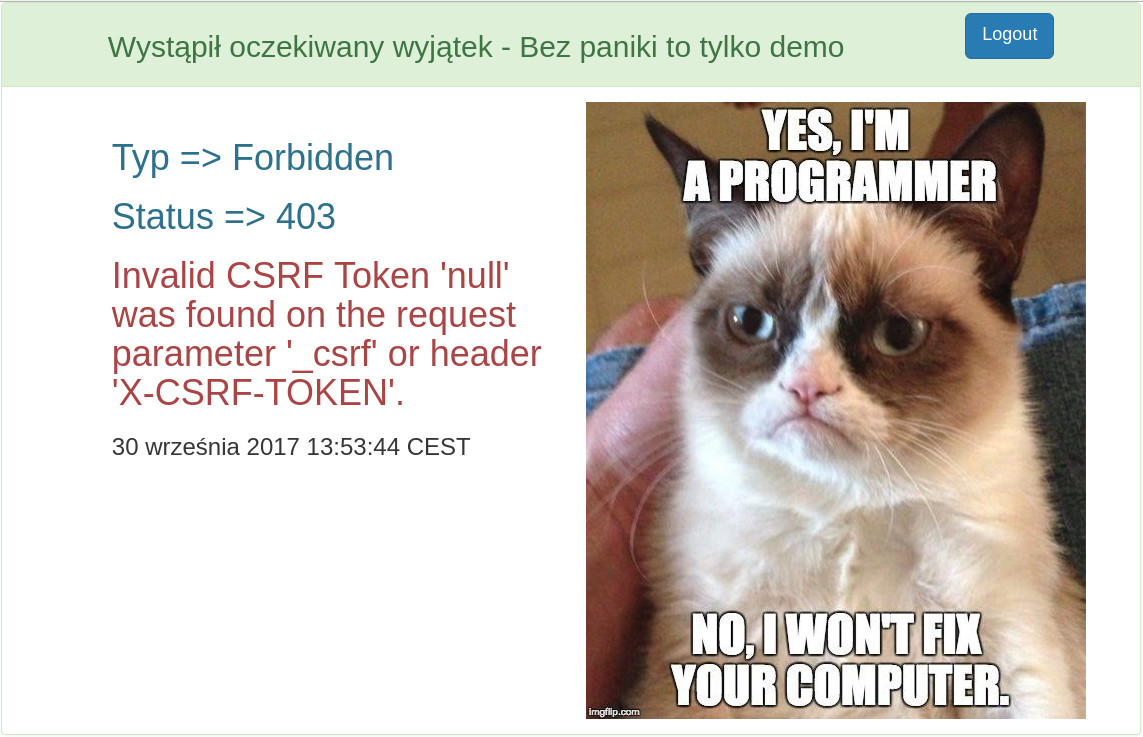 Wystąpił oczekiwany wyjątek - Bez paniki to tylko demo
Logout
Typ => Forbidden
Status => 403
Invalid CSRF Token 'null'
was found on the request
parameter '_csrf' or header
'X-CSRF-TOKEN'.
30 września 2017 13:53:44 CEST
YES, I'M
A PROGRAMMER
NO, I WON'T FIX
YOUR COMPUTER.
imgflip.com